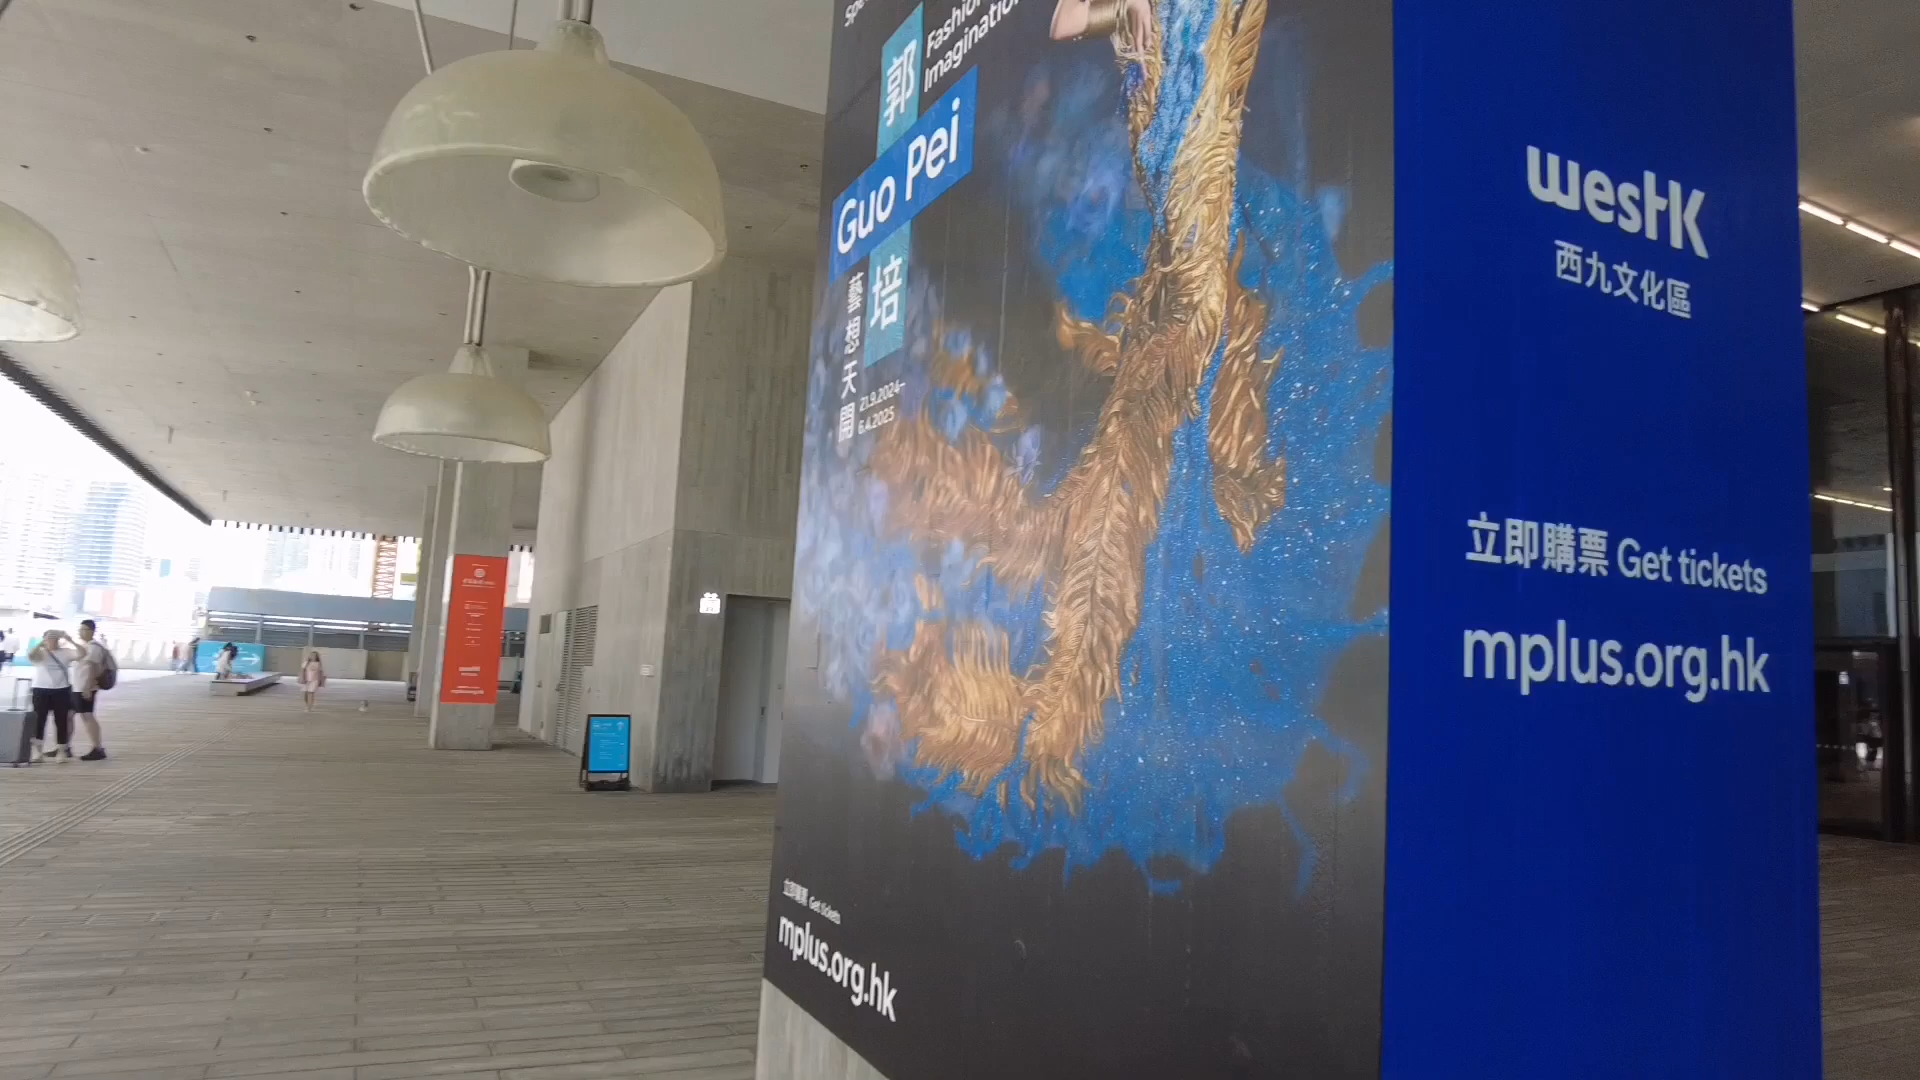 Fashion
Imagination
郭
Guo Pei
培
藝想天開
21.9.2024–
6.4.2025
立即購票 Get tickets
mplus.org.hk
westK
西九文化區
立即購票 Get tickets
mplus.org.hk